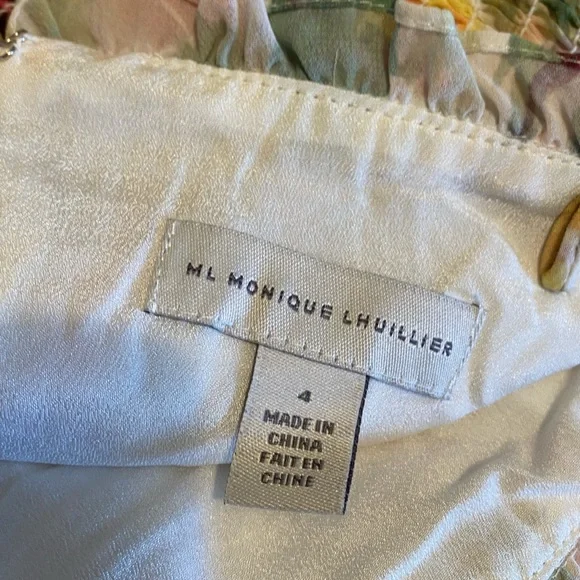 ML MONIQUE LHUILLIER
4
MADE IN
CHINA
FAIT EN
CHINE